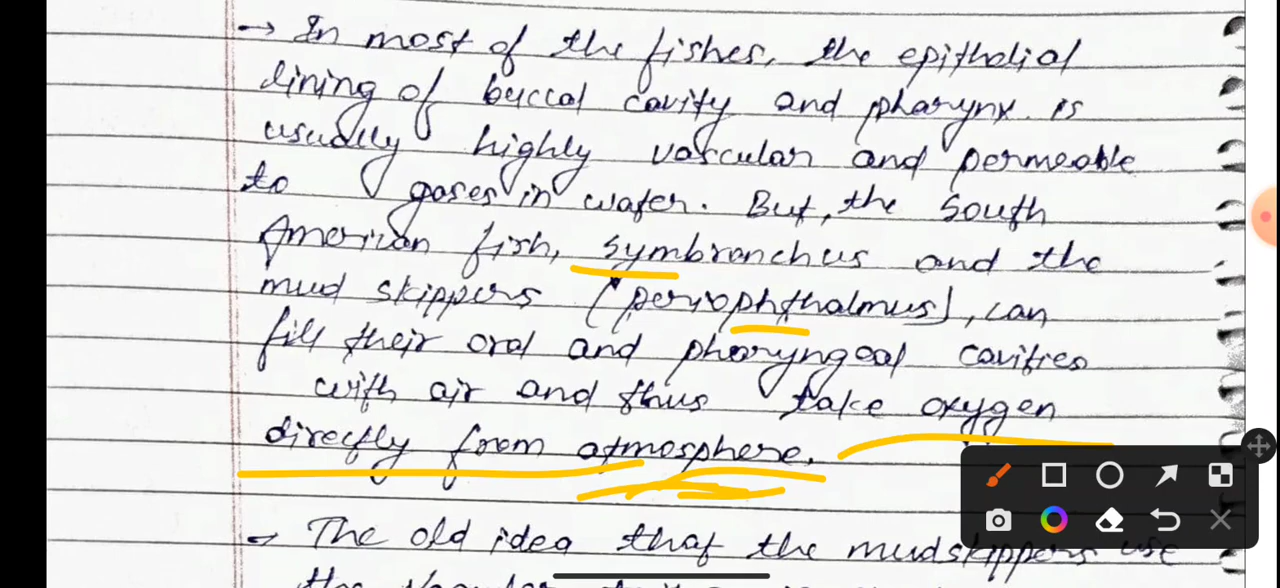 → In most of the fishes, the epithelial
lining of buccal cavity and pharynx is
usually highly vascular and permeable
to gases in water. But, the South
American fish, symbranchus and the
mud skippers (periophthalmus), can
fill their oral and pharyngeal cavities
with air and thus take oxygen
directly from atmosphere.
→ The old idea that the mudskippers use
the